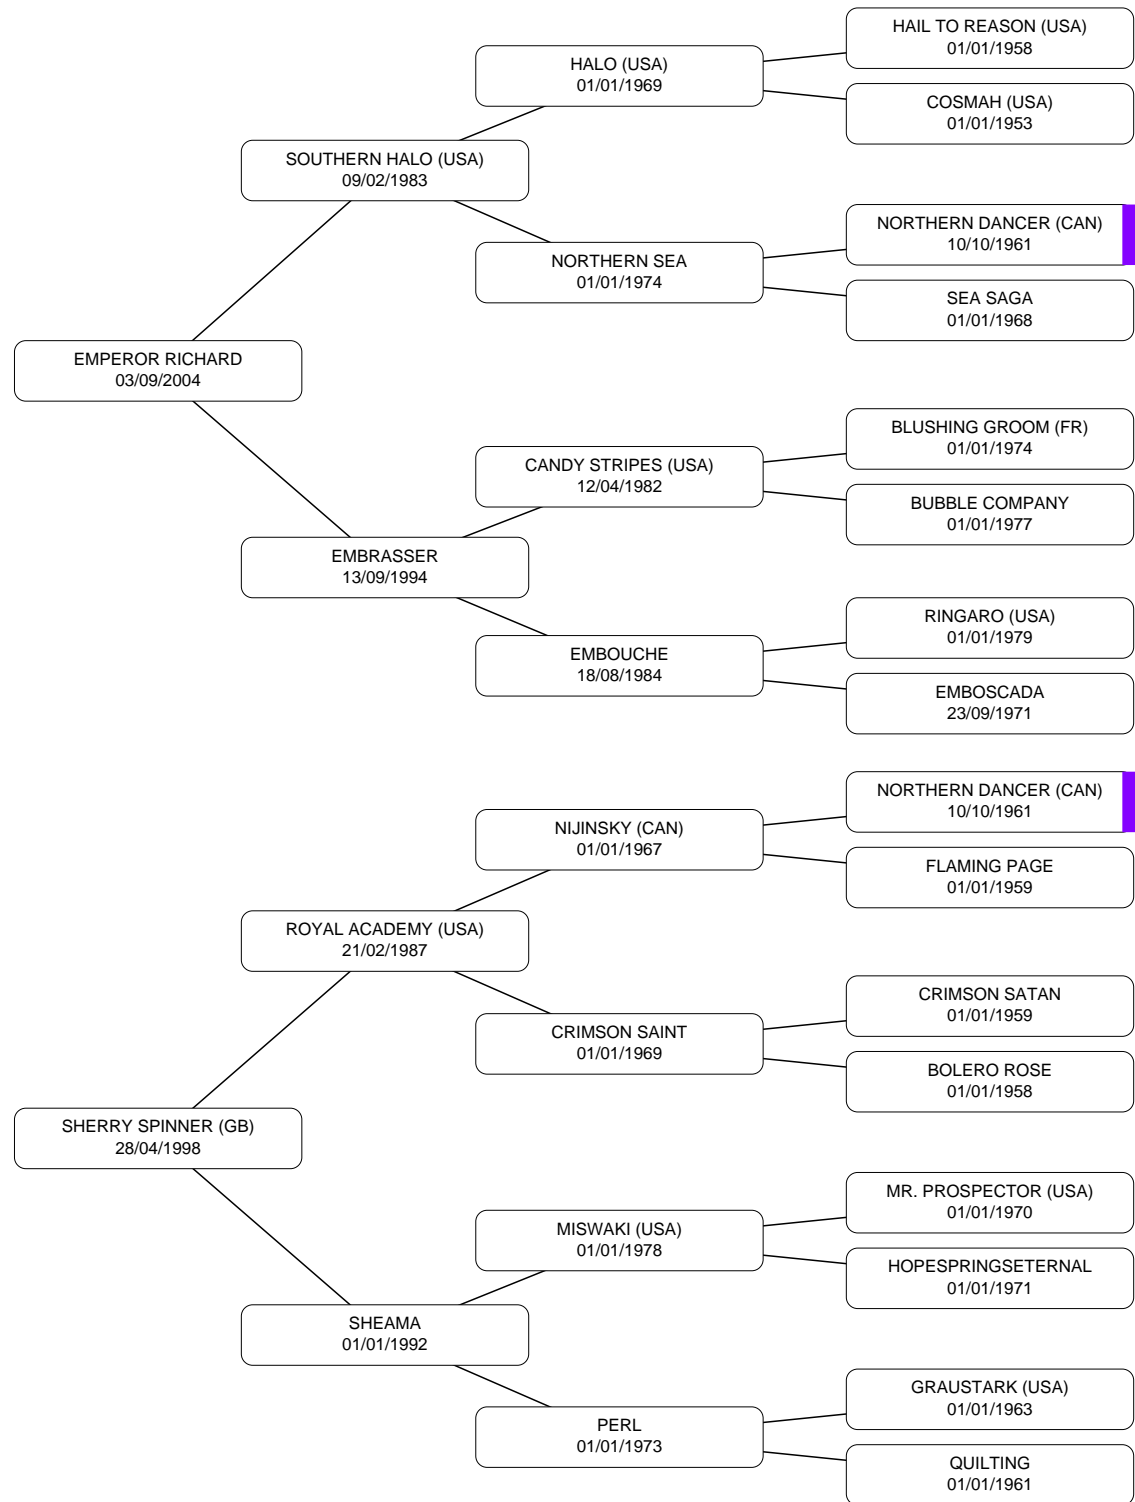 HAIL TO REASON (USA)
01/01/1958
HALO (USA)
01/01/1969
COSMAH (USA)
01/01/1953
SOUTHERN HALO (USA)
09/02/1983
NORTHERN DANCER (CAN)
10/10/1961
NORTHERN SEA
01/01/1974
SEA SAGA
01/01/1968
EMPEROR RICHARD
03/09/2004
BLUSHING GROOM (FR)
01/01/1974
CANDY STRIPES (USA)
12/04/1982
BUBBLE COMPANY
01/01/1977
EMBRASSER
13/09/1994
RINGARO (USA)
01/01/1979
EMBOUCHE
18/08/1984
EMBOSCADA
23/09/1971
NORTHERN DANCER (CAN)
10/10/1961
NIJINSKY (CAN)
01/01/1967
FLAMING PAGE
01/01/1959
ROYAL ACADEMY (USA)
21/02/1987
CRIMSON SATAN
01/01/1959
CRIMSON SAINT
01/01/1969
BOLERO ROSE
01/01/1958
SHERRY SPINNER (GB)
28/04/1998
MR. PROSPECTOR (USA)
01/01/1970
MISWAKI (USA)
01/01/1978
HOPESPRINGSETERNAL
01/01/1971
SHEAMA
01/01/1992
GRAUSTARK (USA)
01/01/1963
PERL
01/01/1973
QUILTING
01/01/1961